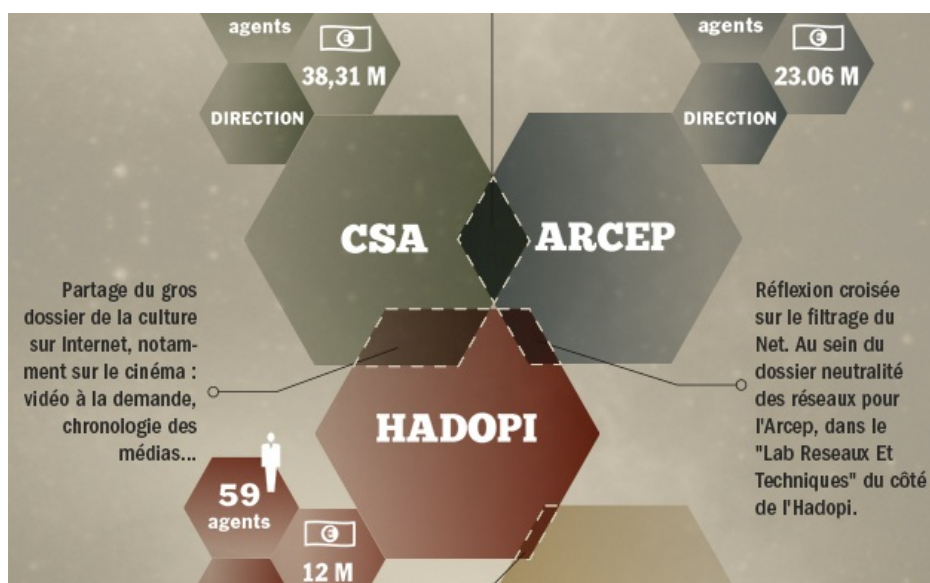 agents
38,31 M
DIRECTION
agents
23.06 M
DIRECTION
CSA
ARCEP
Partage du gros
dossier de la culture
sur Internet, notam-
ment sur le cinéma :
vidéo à la demande,
chronologie des
médias...
Réflexion croisée
sur le filtrage du
Net. Au sein du
dossier neutralité
des réseaux pour
l'Arcep, dans le
"Lab Reseaux Et
Techniques" du côté
de l'Hadopi.
HADOPI
59
agents
12 M